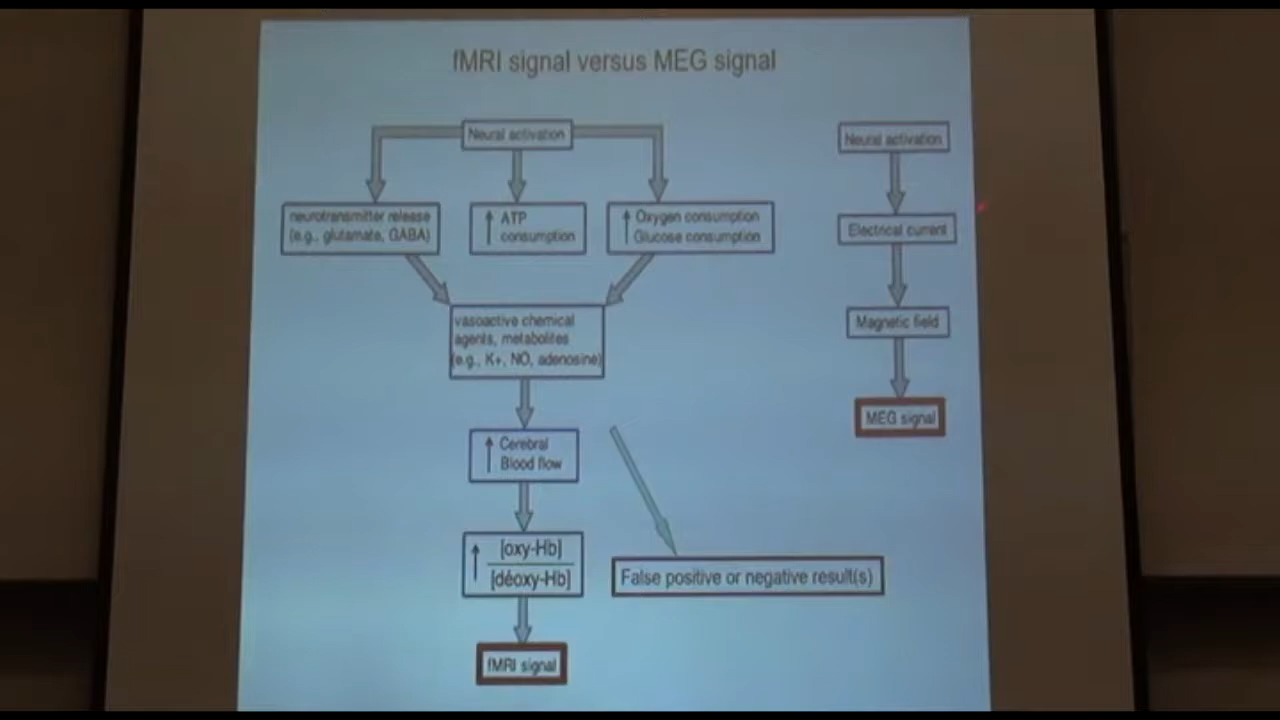 fMRI signal versus MEG signal
Neural activation
neurotransmitter release
(e.g., glutamate, GABA)
↑ ATP
consumption
↑ Oxygen consumption
Glucose consumption
vasoactive chemical
agents, metabolites
(e.g., K+, NO, adenosine)
↑ Cerebral
Blood flow
↑ [oxy-Hb]
[déoxy-Hb]
fMRI signal
False positive or negative result(s)
Neural activation
Electrical current
Magnetic field
MEG signal